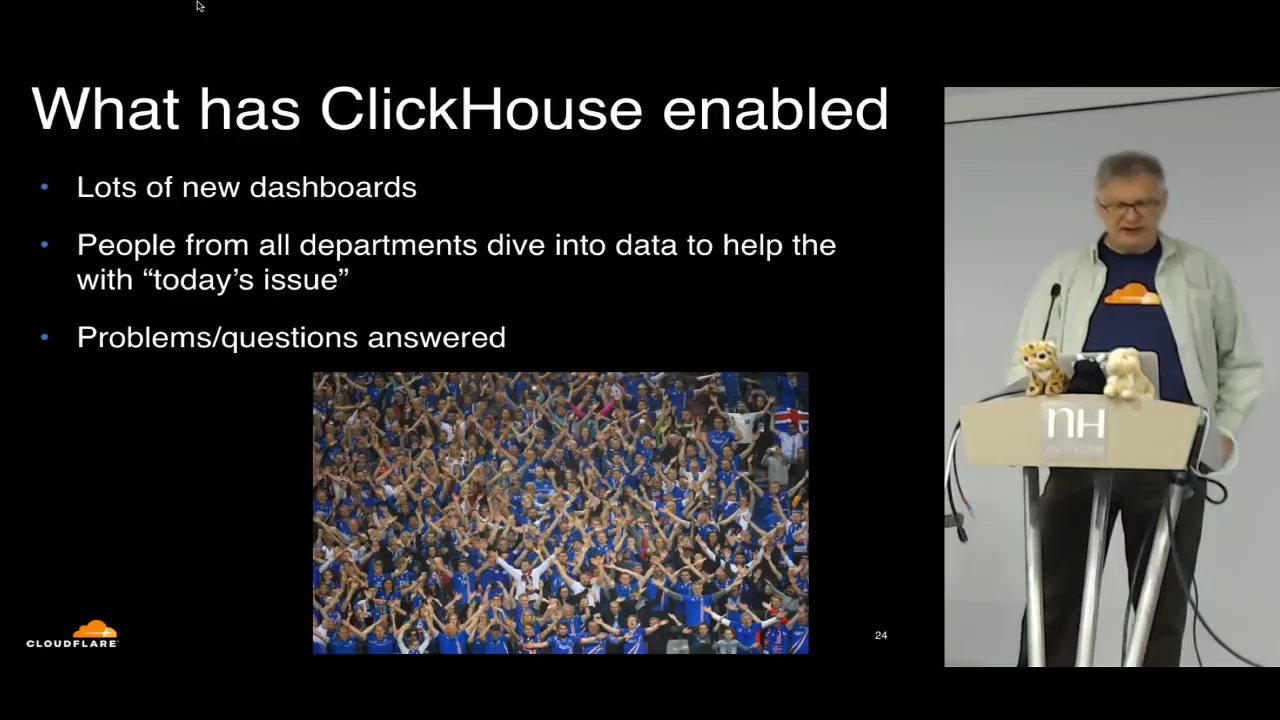 What has ClickHouse enabled
• Lots of new dashboards
• People from all departments dive into data to help the
with “today’s issue”
• Problems/questions answered
CLOUDFLARE
24
nH